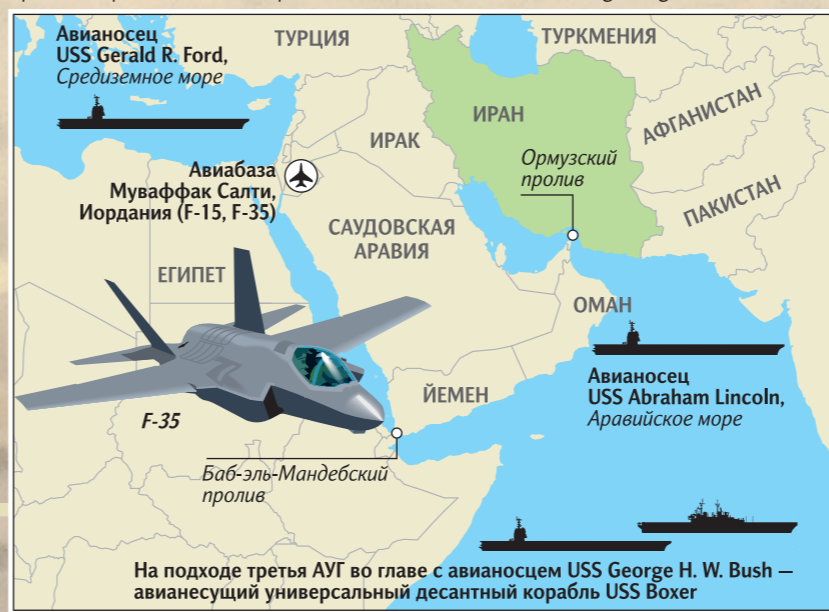 Авианосец
USS Gerald R. Ford,
Средиземное море
ТУРЦИЯ
ТУРКМЕНИЯ
ИРАН
ИРАК
АФГАНИСТАН
ПАКИСТАН
Ормузский
пролив
Авиабаза
Муваффак Салти,
Иордания (F-15, F-35)
САУДОВСКАЯ
АРАВИЯ
ЕГИПЕТ
ОМАН
Авианосец
USS Abraham Lincoln,
Аравийское море
ЙЕМЕН
F-35
Баб-эль-Мандебский
пролив
На подходе третья АУГ во главе с авианосцем USS George H. W. Bush —
авианесущий универсальный десантный корабль USS Boxer